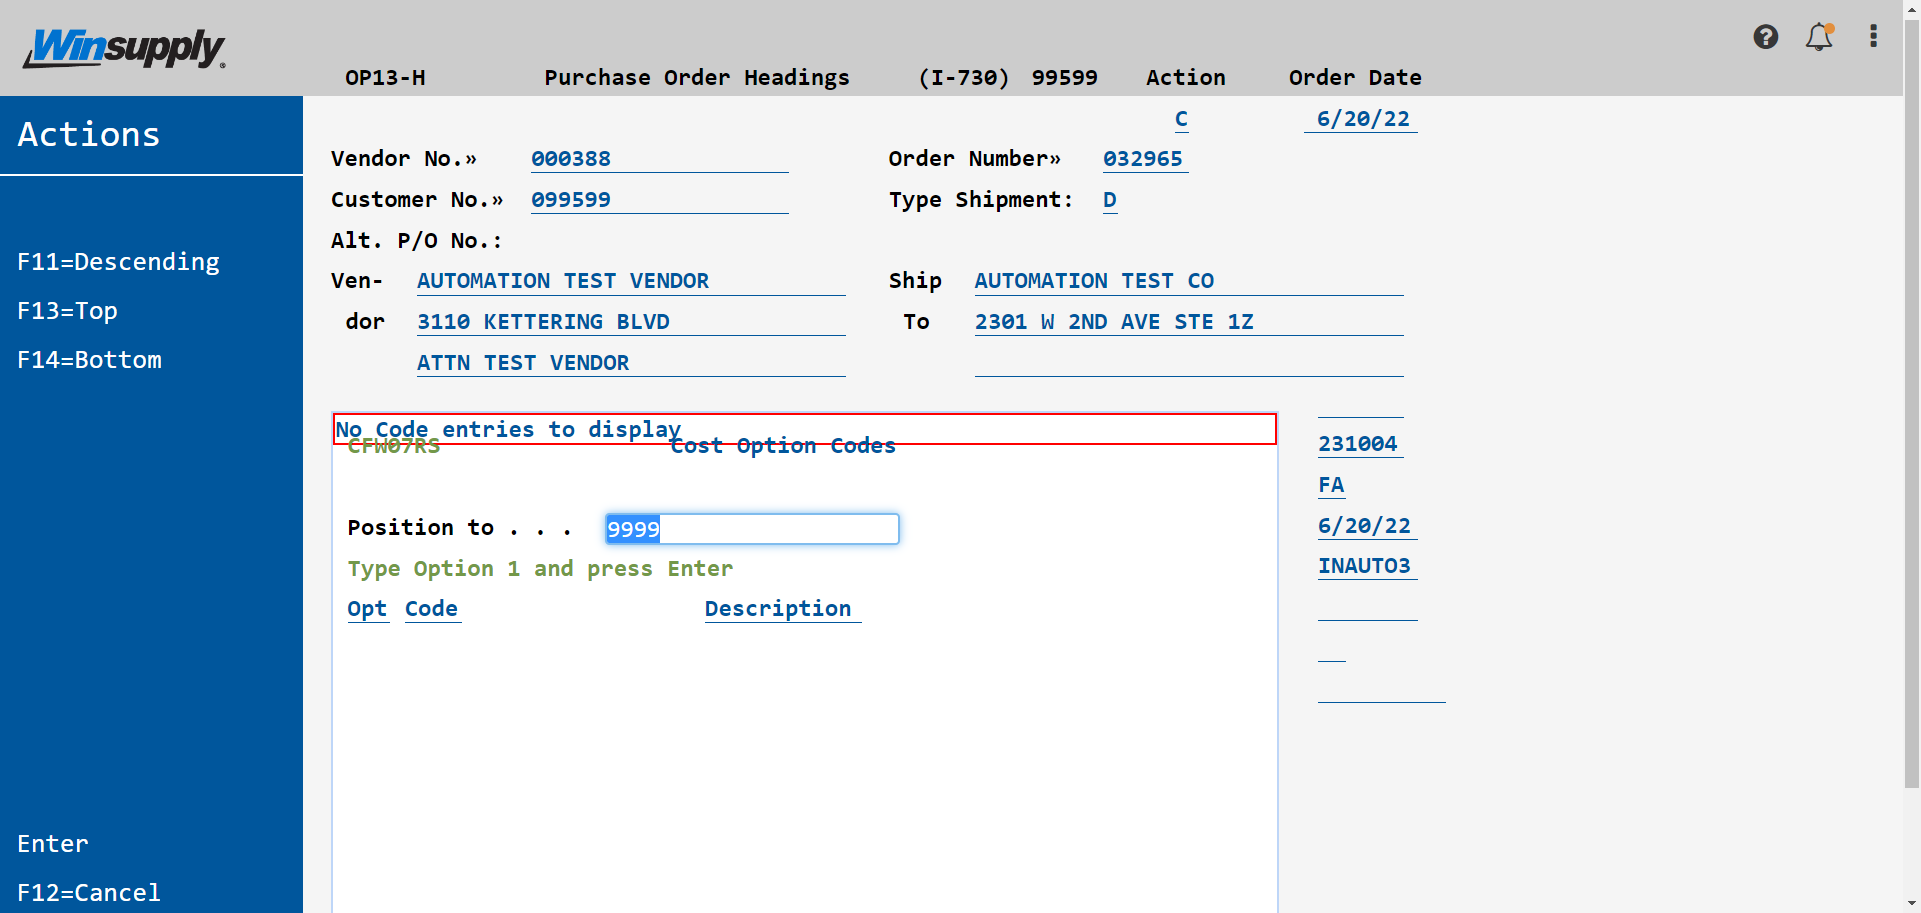 Winsupply
OP13-H Purchase Order Headings (I-730) 99599 Action Order Date
C 6/20/22
Actions
Vendor No.» 000388 Order Number» 032965
Customer No.» 099599 Type Shipment: D
Alt. P/O No.:
F11=Descending
Ven- AUTOMATION TEST VENDOR Ship AUTOMATION TEST CO
F13=Top
dor 3110 KETTERING BLVD To 2301 W 2ND AVE STE 1Z
F14=Bottom
ATTN TEST VENDOR
No Code entries to display
CFW07RS Cost Option Codes 231004
FA
Position to . . . 9999 6/20/22
Type Option 1 and press Enter INAUTO3
Opt Code Description
Enter
F12=Cancel